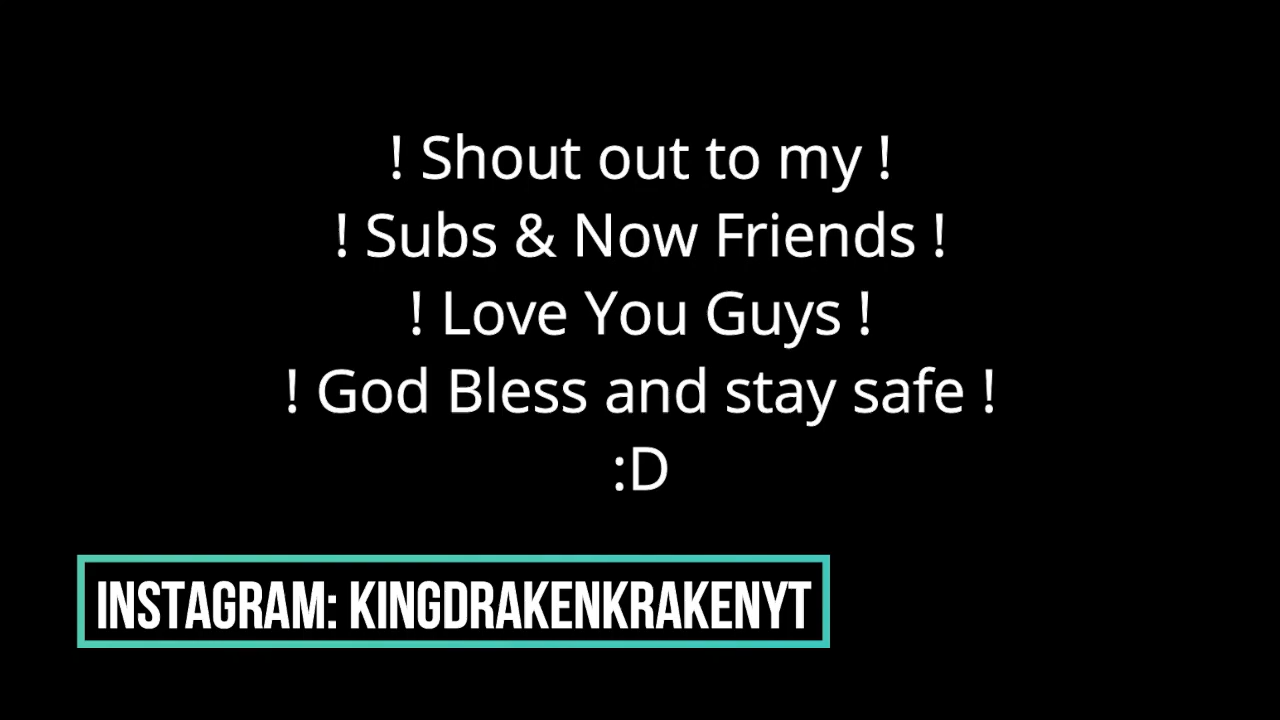 ! Shout out to my !
! Subs & Now Friends !
! Love You Guys !
! God Bless and stay safe !
:D
INSTAGRAM: KINGDRAKENKRAKENYT